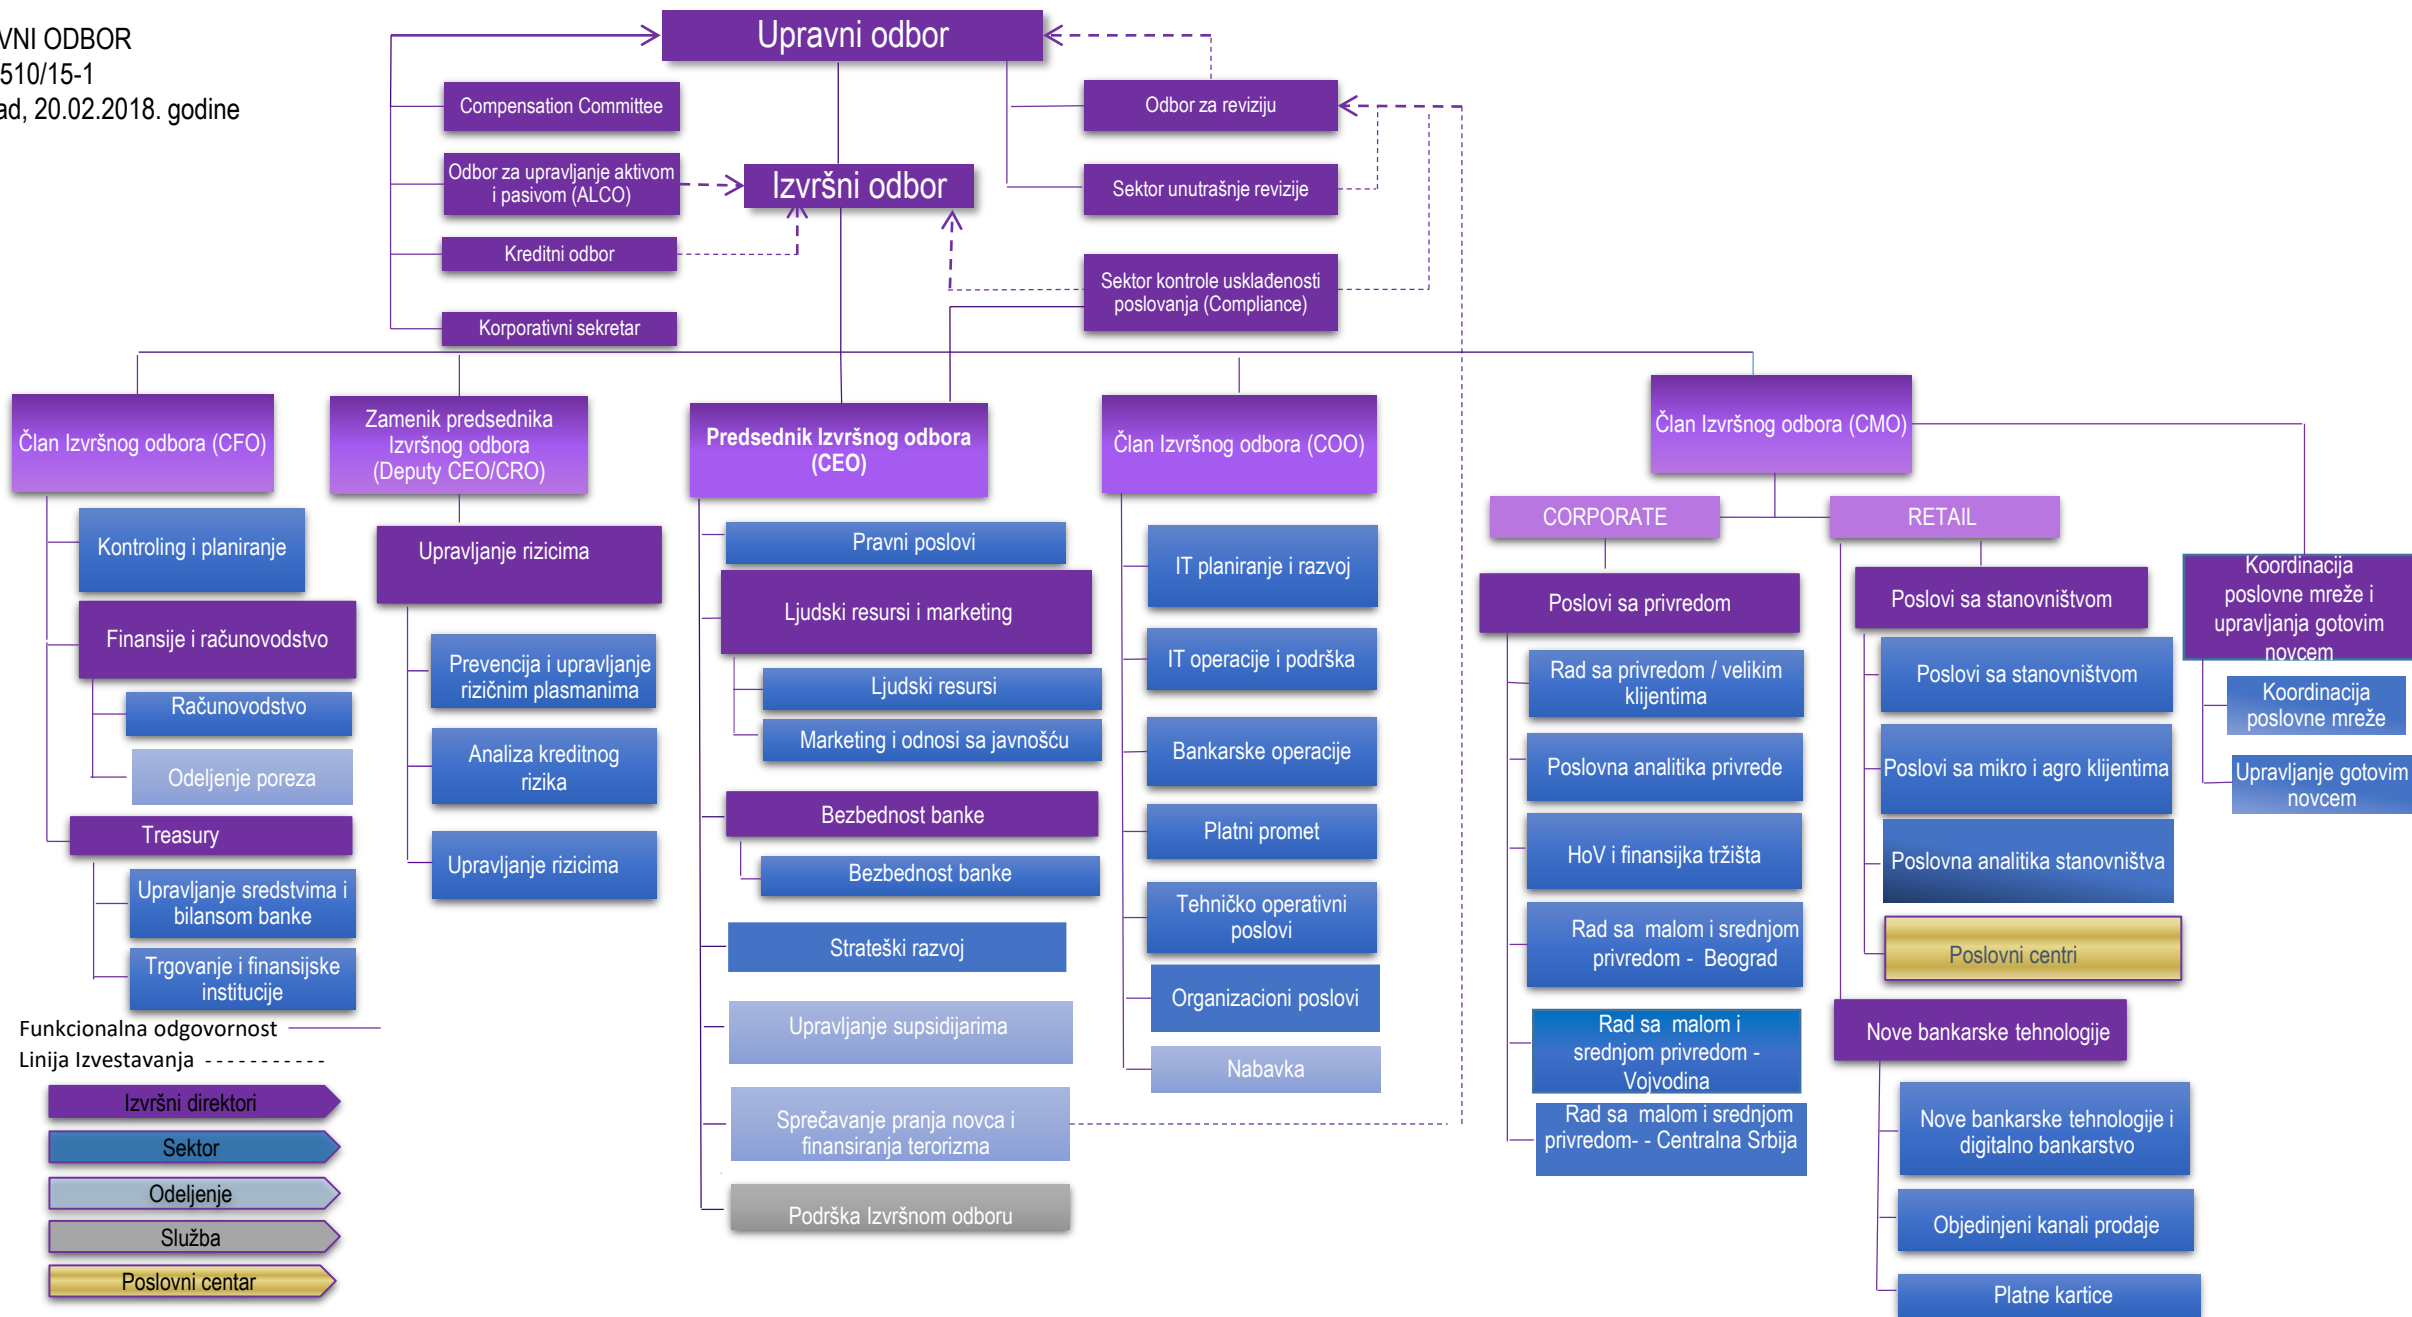 VNI ODBOR
510/15-1
ad, 20.02.2018. godine
Upravni odbor
Compensation Committee
Odbor za reviziju
Odbor za upravljanje aktivom
i pasivom (ALCO)
Izvršni odbor
Sektor unutrašnje revizije
Kreditni odbor
Sektor kontrole usklađenosti
poslovanja (Compliance)
Korporativni sekretar
Član Izvršnog odbora (CFO)
Zamenik predsednika
Izvršnog odbora
(Deputy CEO/CRO)
Predsednik Izvršnog odbora
(CEO)
Član Izvršnog odbora (COO)
Član Izvršnog odbora (CMO)
Kontroling i planiranje
Finansije i računovodstvo
Računovodstvo
Odeljenje poreza
Treasury
Upravljanje sredstvima i
bilansom banke
Trgovanje i finansijske
institucije
Upravljanje rizicima
Prevencija i upravljanje
rizičnim plasmanima
Analiza kreditnog
rizika
Upravljanje rizicima
Pravni poslovi
Ljudski resursi i marketing
Ljudski resursi
Marketing i odnosi sa javnošću
Bezbednost banke
Bezbednost banke
Strateški razvoj
Upravljanje supsidijarima
Sprečavanje pranja novca i
finansiranja terorizma
Podrška Izvršnom odboru
IT planiranje i razvoj
IT operacije i podrška
Bankarske operacije
Platni promet
Tehničko operativni
poslovi
Organizacioni poslovi
Nabavka
CORPORATE
RETAIL
Poslovi sa privredom
Rad sa privredom / velikim
klijentima
Poslovna analitika privrede
HoV i finansijka tržišta
Rad sa  malom i srednjom
privredom -  Beograd
Rad sa  malom i
srednjom privredom -
Vojvodina
Rad sa  malom i srednjom
privredom- - Centralna Srbija
Poslovi sa stanovništvom
Poslovi sa stanovništvom
Poslovi sa mikro i agro klijentima
Poslovna analitika stanovništva
Poslovni centri
Nove bankarske tehnologije
Nove bankarske tehnologije i
digitalno bankarstvo
Objedinjeni kanali prodaje
Platne kartice
Koordinacija
poslovne mreže i
upravljanja gotovim
novcem
Koordinacija
poslovne mreže
Upravljanje gotovim
novcem
Funkcionalna odgovornost
Linija Izvestavanja
Izvršni direktori
Sektor
Odeljenje
Služba
Poslovni centar